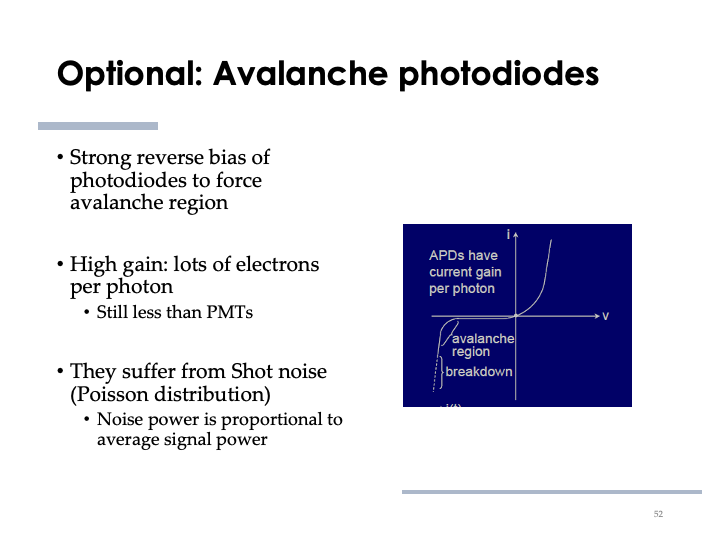 Optional: Avalanche photodiodes
• Strong reverse bias of
photodiodes to force
avalanche region
• High gain: lots of electrons
per photon
• Still less than PMTs
• They suffer from Shot noise
(Poisson distribution)
• Noise power is proportional to
average signal power
i
APDs have
current gain
per photon
v
avalanche
region
breakdown
52